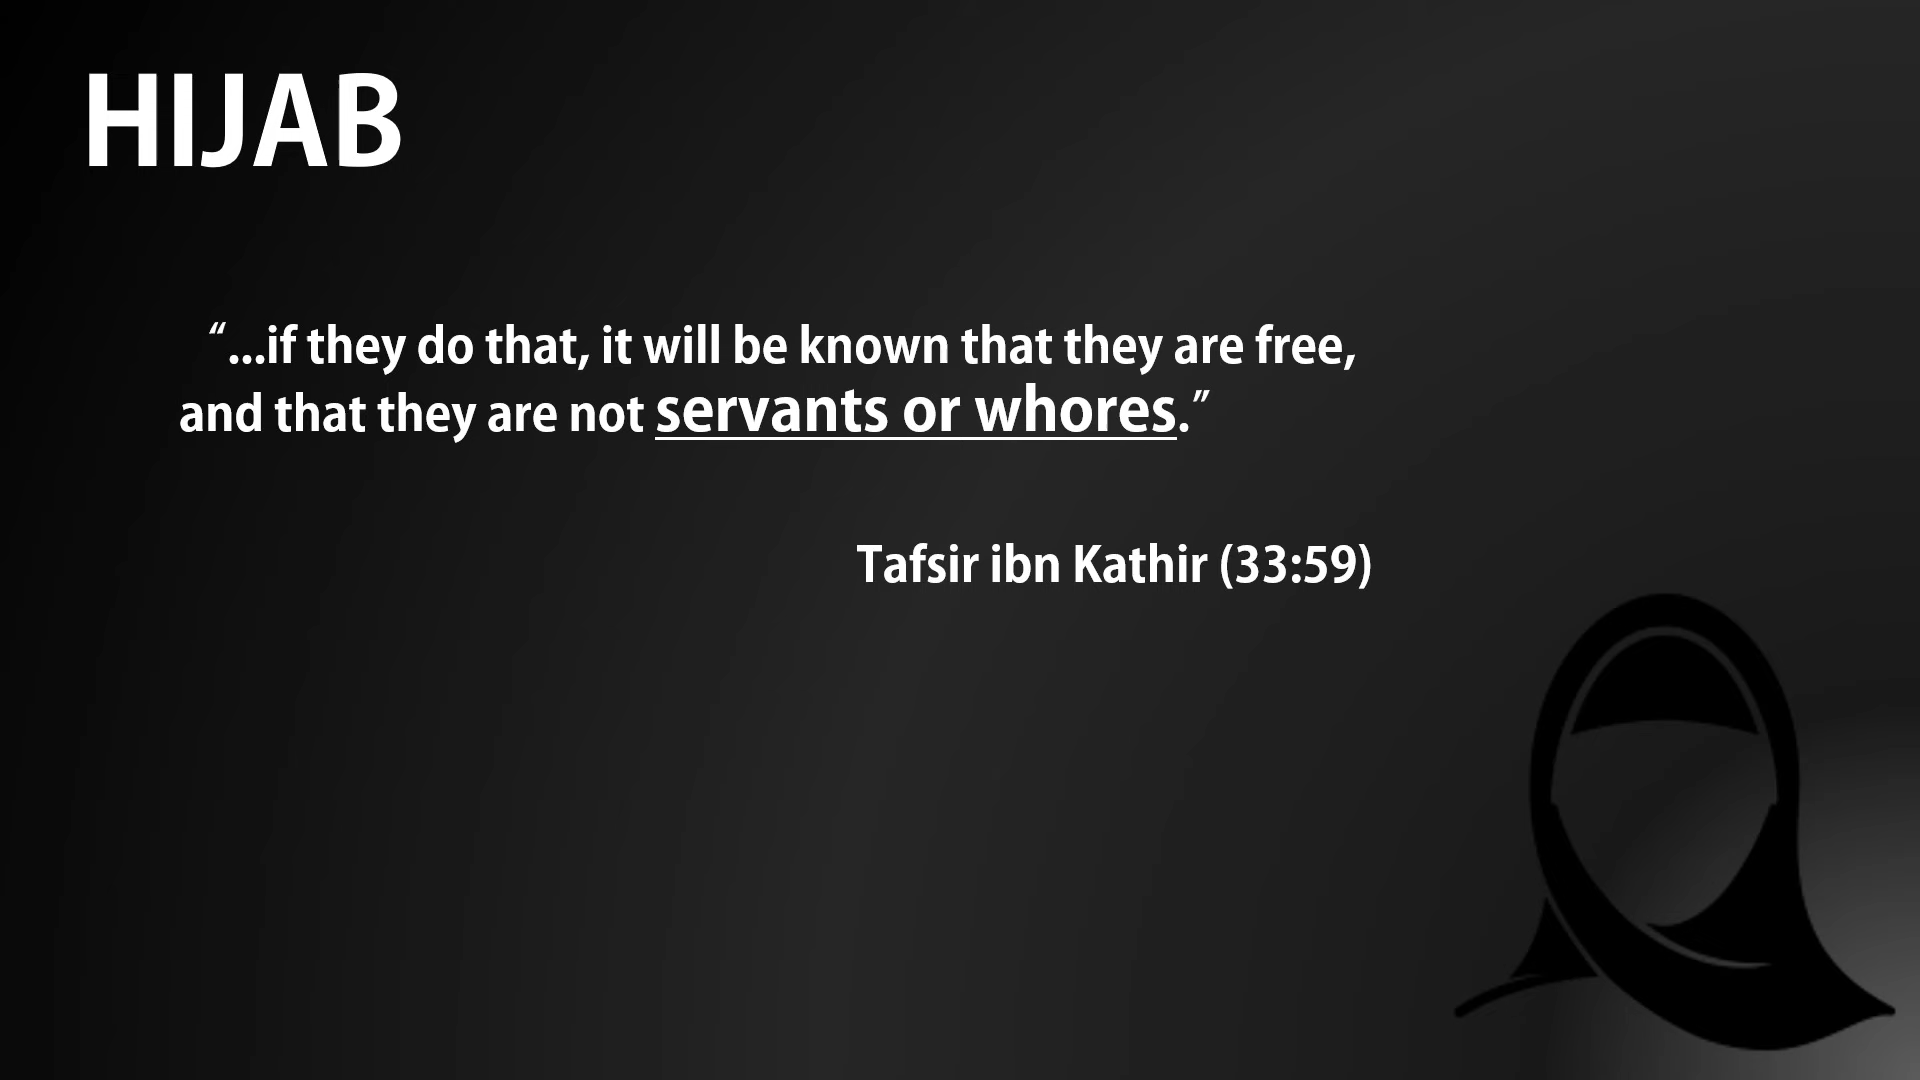 HIJAB
“...if they do that, it will be known that they are free,
and that they are not servants or whores.”
Tafsir ibn Kathir (33:59)